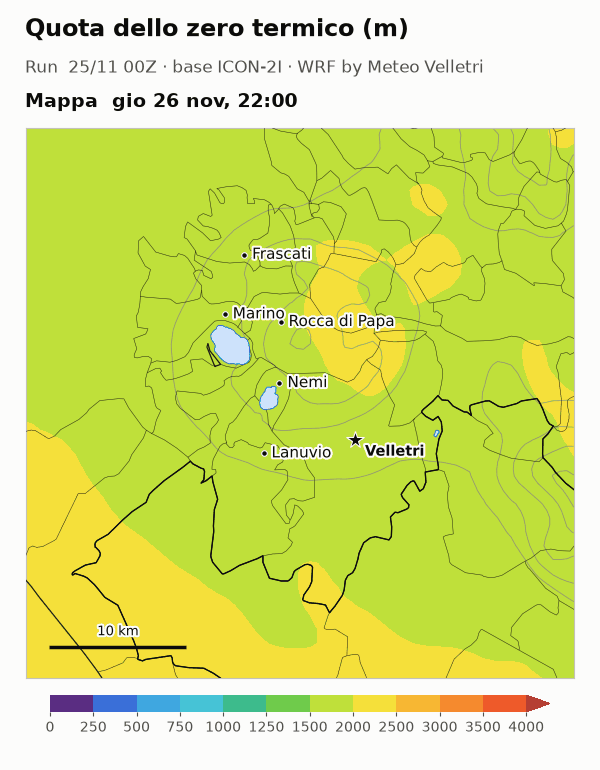 Quota dello zero termico (m)
Run  25/11 00Z · base ICON-2I · WRF by Meteo Velletri
Mappa  gio 26 nov, 22:00
Frascati
Marino
Rocca di Papa
Nemi
Velletri
Lanuvio
10 km
0 250 500 750 1000 1250 1500 2000 2500 3000 3500 4000